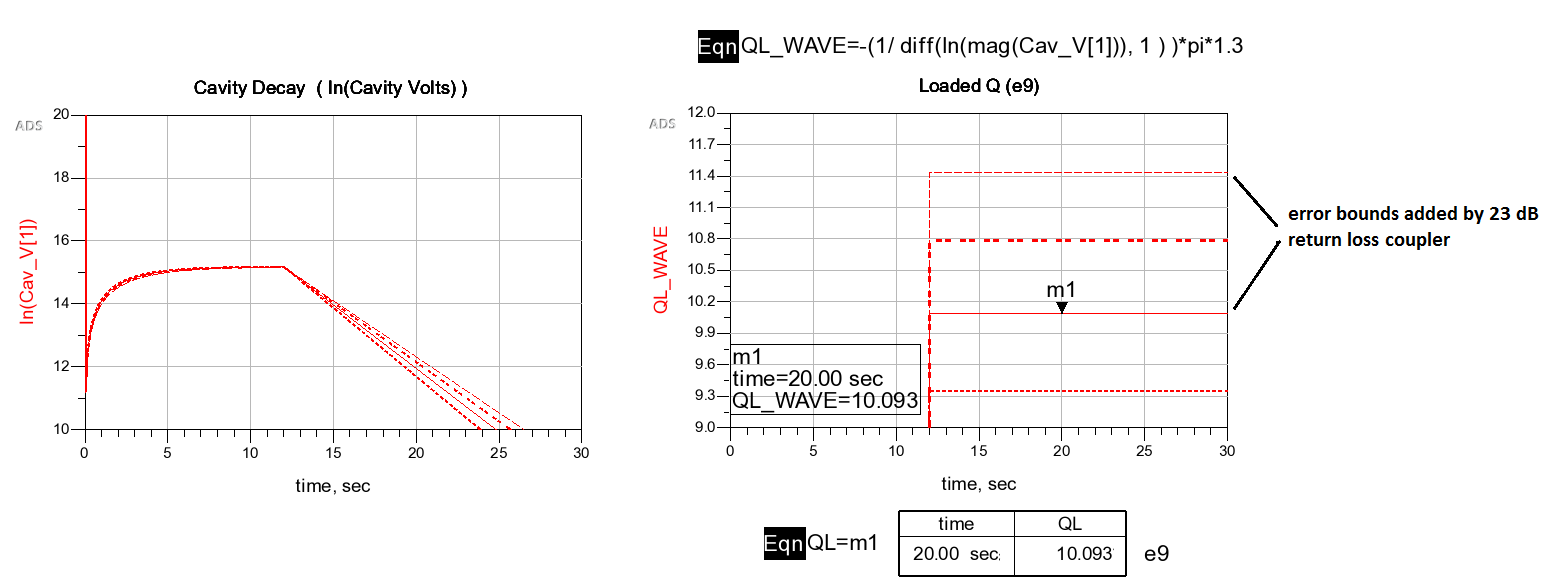 Eqn QL_WAVE=-(1/ diff(ln(mag(Cav_V[1])), 1 ) )*pi*1.3
Cavity Decay ( ln(Cavity Volts) )
ADS
20
18
16
14
12
10
ln(Cav_V[1])
0 5 10 15 20 25 30
time, sec
Loaded Q (e9)
ADS
12.0
11.7
11.4
11.1
10.8
10.5
10.2
9.9
9.6
9.3
9.0
QL_WAVE
m1
m1
time=20.00 sec
QL_WAVE=10.093
0 5 10 15 20 25 30
time, sec
error bounds added by 23 dB
return loss coupler
Eqn QL=m1
time QL
20.00 sec 10.093
e9